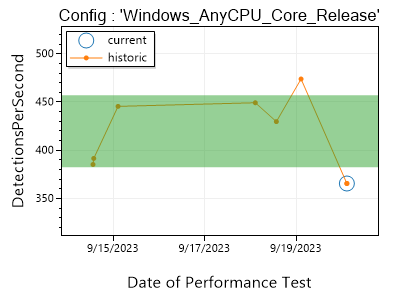 Config : 'Windows_AnyCPU_Core_Release'
current
historic
DetectionsPerSecond
500
450
400
350
9/15/2023
9/17/2023
9/19/2023
Date of Performance Test